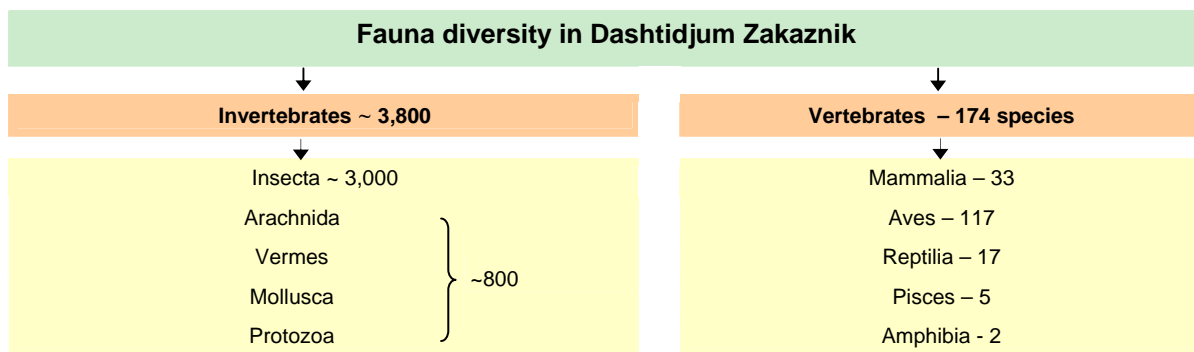 Fauna diversity in Dashtidjum Zakaznik
Invertebrates ~ 3,800
Insecta ~ 3,000
Arachnida
Vermes
Mollusca
Protozoa
~800
Vertebrates – 174 species
Mammalia – 33
Aves – 117
Reptilia – 17
Pisces – 5
Amphibia - 2